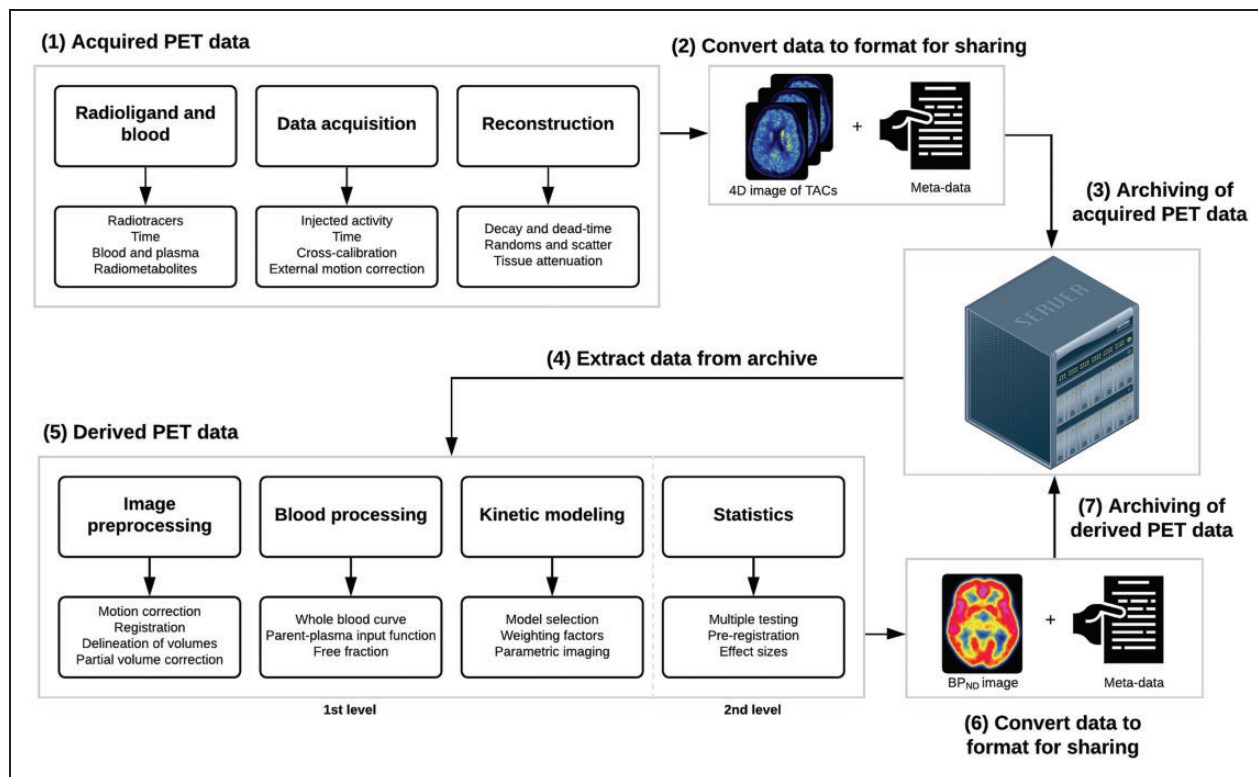 (1) Acquired PET data
Radioligand and
blood
Data acquisition
Reconstruction
Radiotracers
Time
Blood and plasma
Radiometabolites
Injected activity
Time
Cross-calibration
External motion correction
Decay and dead-time
Randoms and scatter
Tissue attenuation
(2) Convert data to format for sharing
+
4D image of TACs
Meta-data
(3) Archiving of
acquired PET data
SERVER
(4) Extract data from archive
(5) Derived PET data
Image
preprocessing
Blood processing
Kinetic modeling
Statistics
Motion correction
Registration
Delineation of volumes
Partial volume correction
Whole blood curve
Parent-plasma input function
Free fraction
Model selection
Weighting factors
Parametric imaging
Multiple testing
Pre-registration
Effect sizes
1st level
2nd level
(7) Archiving of
derived PET data
+
BPND image
Meta-data
(6) Convert data to
format for sharing